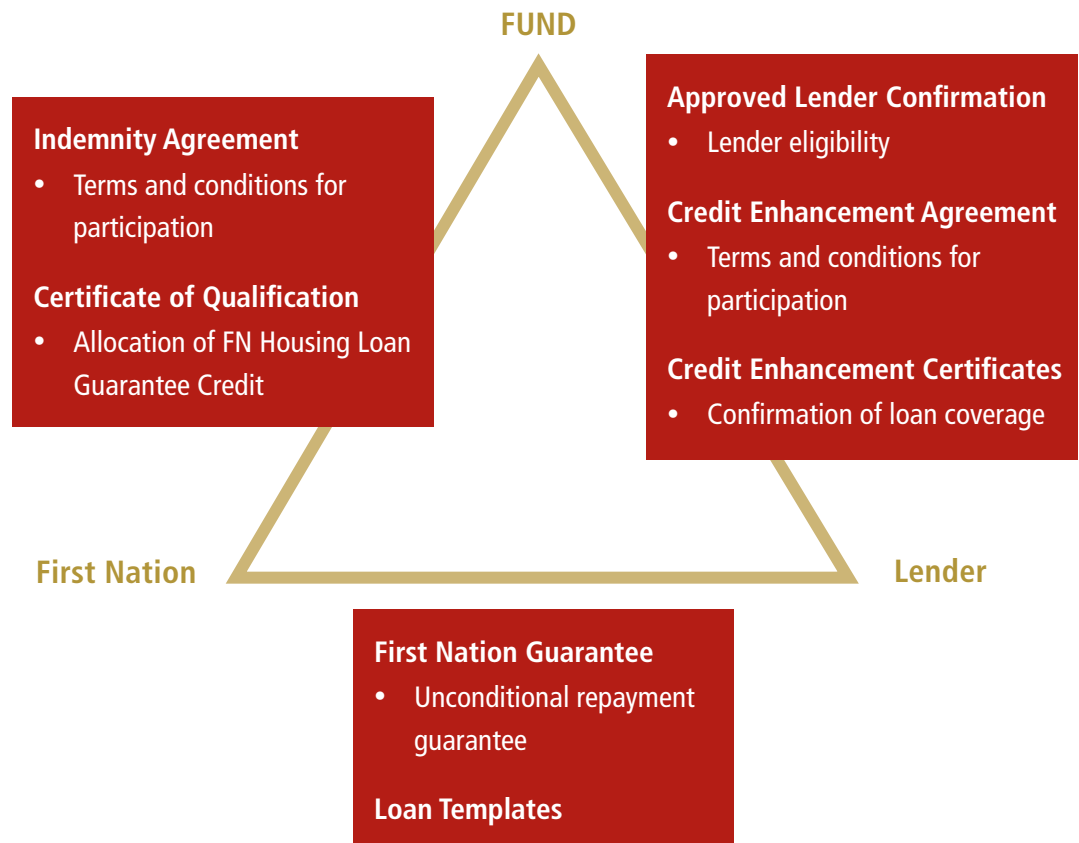 FUND
Indemnity Agreement
• Terms and conditions for
participation
Certificate of Qualification
• Allocation of FN Housing Loan
Guarantee Credit
Approved Lender Confirmation
• Lender eligibility
Credit Enhancement Agreement
• Terms and conditions for
participation
Credit Enhancement Certificates
• Confirmation of loan coverage
First Nation
Lender
First Nation Guarantee
• Unconditional repayment
guarantee
Loan Templates